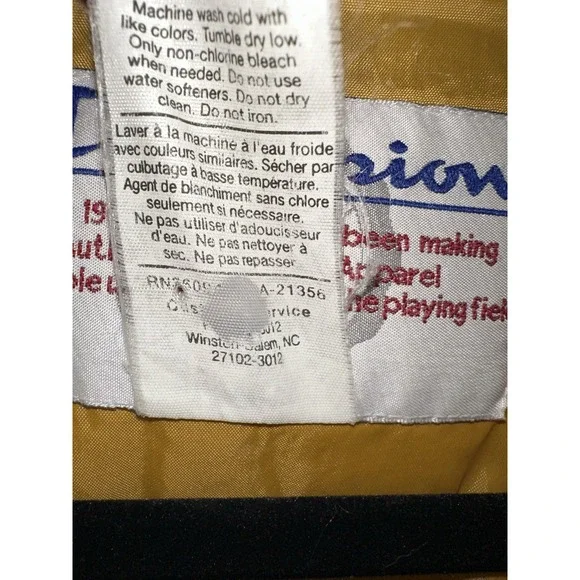 Machine wash cold with
like colors. Tumble dry low.
Only non-chlorine bleach
when needed. Do not use
water softeners. Do not dry
clean. Do not iron.
Laver à la machine à l'eau froide
avec couleurs similaires. Sécher par
culbutage à basse température.
Agent de blanchiment sans chlore
seulement si nécessaire.
Ne pas utiliser d'adoucisseur
d'eau. Ne pas nettoyer à
sec. Ne pas repasser
A-21356
Winston-Salem, NC
27102-3012
been making
the playing